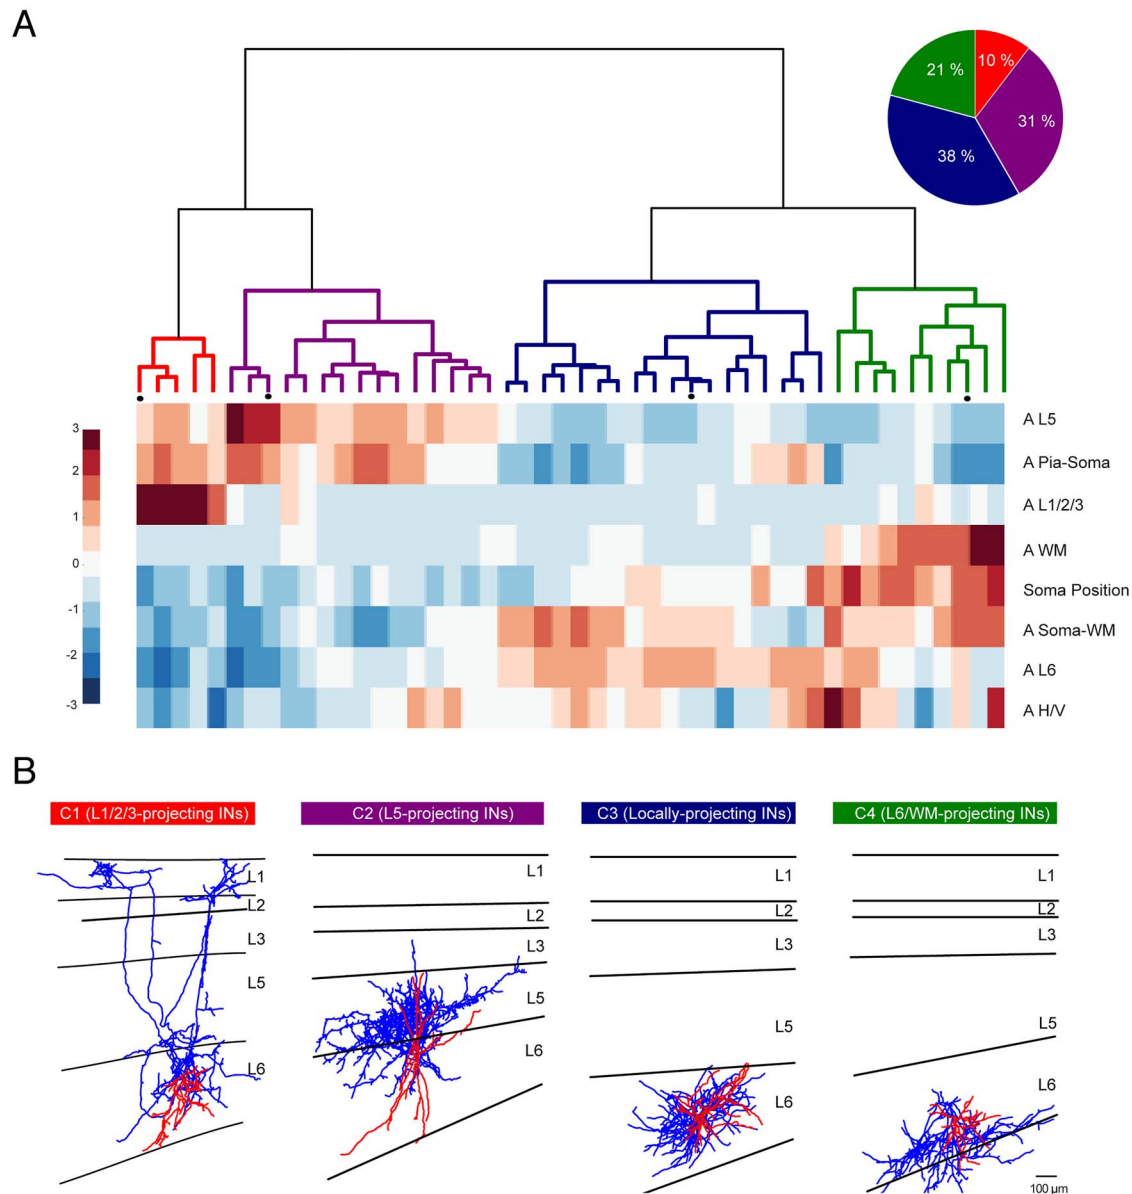 A
10 %
21 %
31 %
38 %
3
2
1
0
-1
-2
-3
A L5
A Pia-Soma
A L1/2/3
A WM
Soma Position
A Soma-WM
A L6
A H/V
B
C1 (L1/2/3-projecting INs)
C2 (L5-projecting INs)
C3 (Locally-projecting INs)
C4 (L6/WM-projecting INs)
L1
L2
L3
L5
L6
L1
L2
L3
L5
L6
L1
L2
L3
L5
L6
L1
L2
L3
L5
L6
100 µm